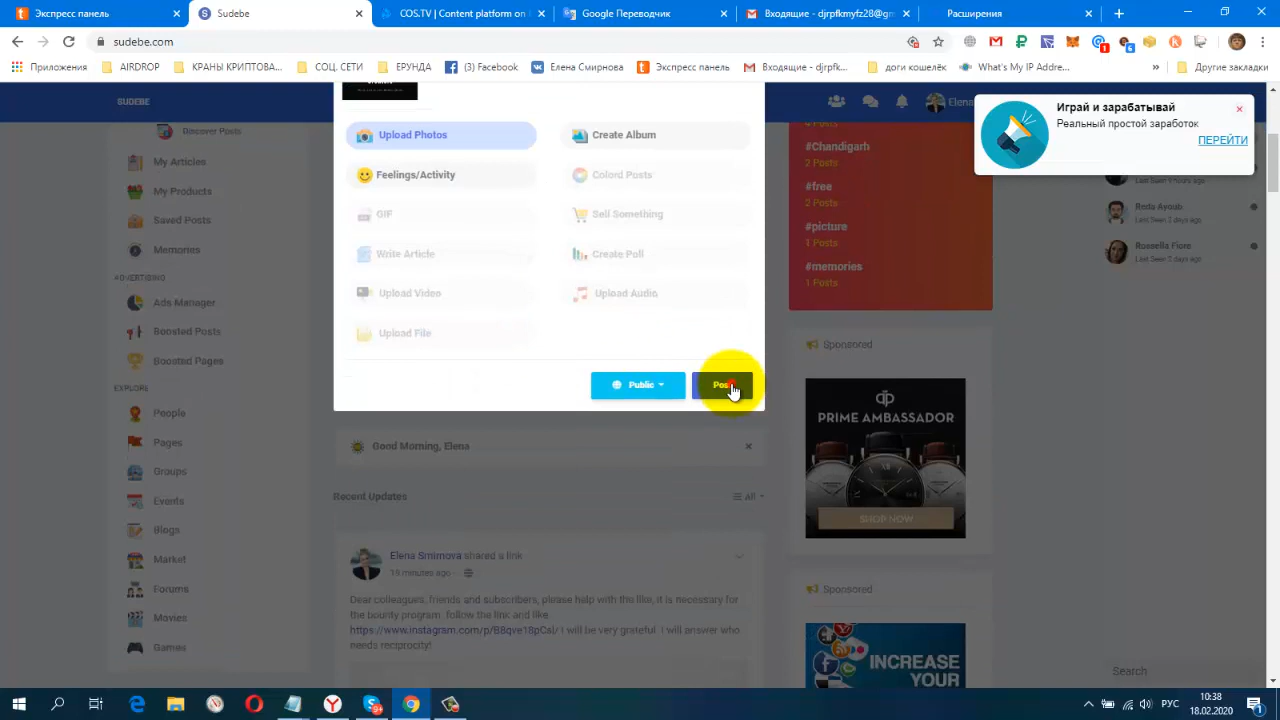 Экспресс панель
Sudebe
COS.TV | Content platform on
Google Переводчик
Входящие - djrpfkmyfz28@gm
Расширения
sudebe.com
Приложения
AIRDROP
КРАНЫ КРИПТОВА...
СОЦ. СЕТИ
ЕРУНДА
(3) Facebook
Елена Смирнова
Экспресс панель
Входящие - djrpfk...
доги кошелёк
What's My IP Addre...
»
Другие закладки
SUDEBE
Elena
Играй и зарабатывай
Реальный простой заработок
ПЕРЕЙТИ
Discover Posts
My Articles
My Products
Saved Posts
Memories
ADVERTISING
Ads Manager
Boosted Posts
Boosted Pages
EXPLORE
People
Pages
Groups
Events
Blogs
Market
Forums
Movies
Games
Upload Photos
Create Album
Feelings/Activity
Colord Posts
GIF
Sell Something
Write Article
Create Poll
Upload Video
Upload Audio
Upload File
Public
Post
Good Morning, Elena
Recent Updates
All
Elena Smirnova shared a link
19 minutes ago
Dear colleagues, friends and subscribers, please help with the like, it is necessary for
the bounty program. follow the link and like
https://www.instagram.com/p/B8qve18pCal/ I will be very grateful. I will answer who
needs reciprocity!
4 Posts
#Chandigarh
2 Posts
#free
2 Posts
#picture
1 Posts
#memories
1 Posts
Sponsored
PRIME AMBASSADOR
SHOP NOW
Sponsored
INCREASE
YOUR
Last Seen 9 hours ago
Reda Ayoub
Last Seen 2 days ago
Rossella Fiore
Last Seen 2 days ago
Search
РУС
10:38
18.02.2020